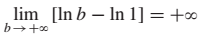 lim [ln b − ln 1] = +∞
b→+∞